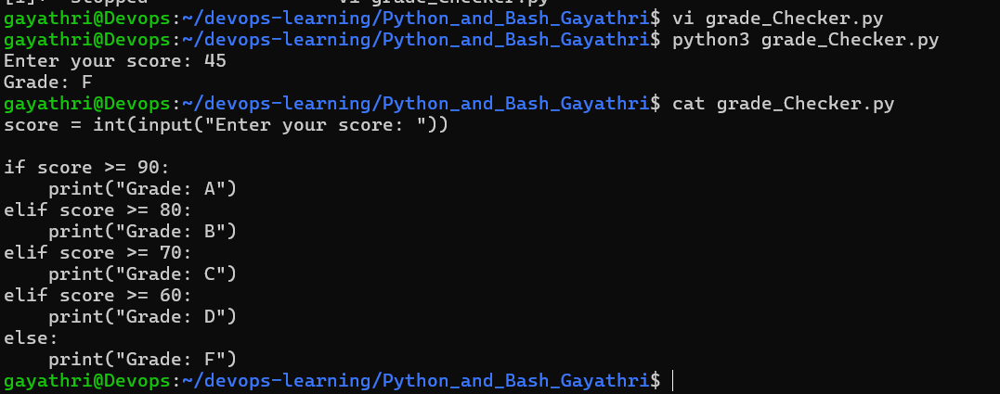 [1]+  Stopped                 vi grade_Checker.py
gayathri@Devops:~/devops-learning/Python_and_Bash_Gayathri$ vi grade_Checker.py
gayathri@Devops:~/devops-learning/Python_and_Bash_Gayathri$ python3 grade_Checker.py
Enter your score: 45
Grade: F
gayathri@Devops:~/devops-learning/Python_and_Bash_Gayathri$ cat grade_Checker.py
score = int(input("Enter your score: "))

if score >= 90:
    print("Grade: A")
elif score >= 80:
    print("Grade: B")
elif score >= 70:
    print("Grade: C")
elif score >= 60:
    print("Grade: D")
else:
    print("Grade: F")
gayathri@Devops:~/devops-learning/Python_and_Bash_Gayathri$